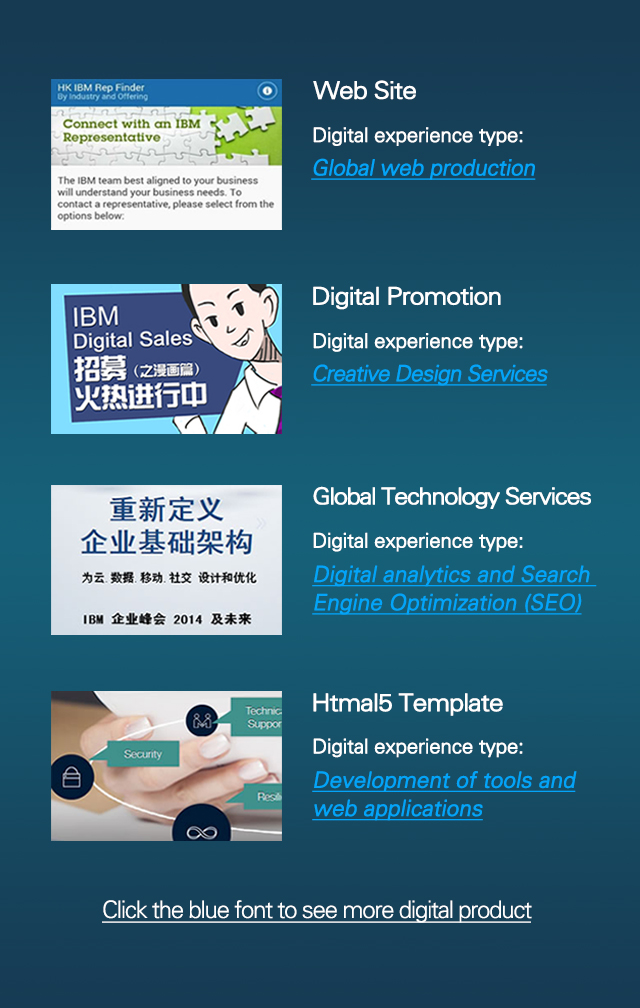 HK IBM Rep Finder
By Industry and Offering
Connect with an IBM
Representative
The IBM team best aligned to your business
will understand your business needs. To
contact a representative, please select from the
options below:
Web Site
Digital experience type:
Global web production
IBM
Digital Sales
招募（之漫画篇）
火热进行中
Digital Promotion
Digital experience type:
Creative Design Services
重新定义
企业基础架构
为云 数据 移动 社交 设计和优化
IBM 企业峰会 2014 及未来
Global Technology Services
Digital experience type:
Digital analytics and Search
Engine Optimization (SEO)
Technic
Suppor
Security
Resili
Htmal5 Template
Digital experience type:
Development of tools and
web applications
Click the blue font to see more digital product